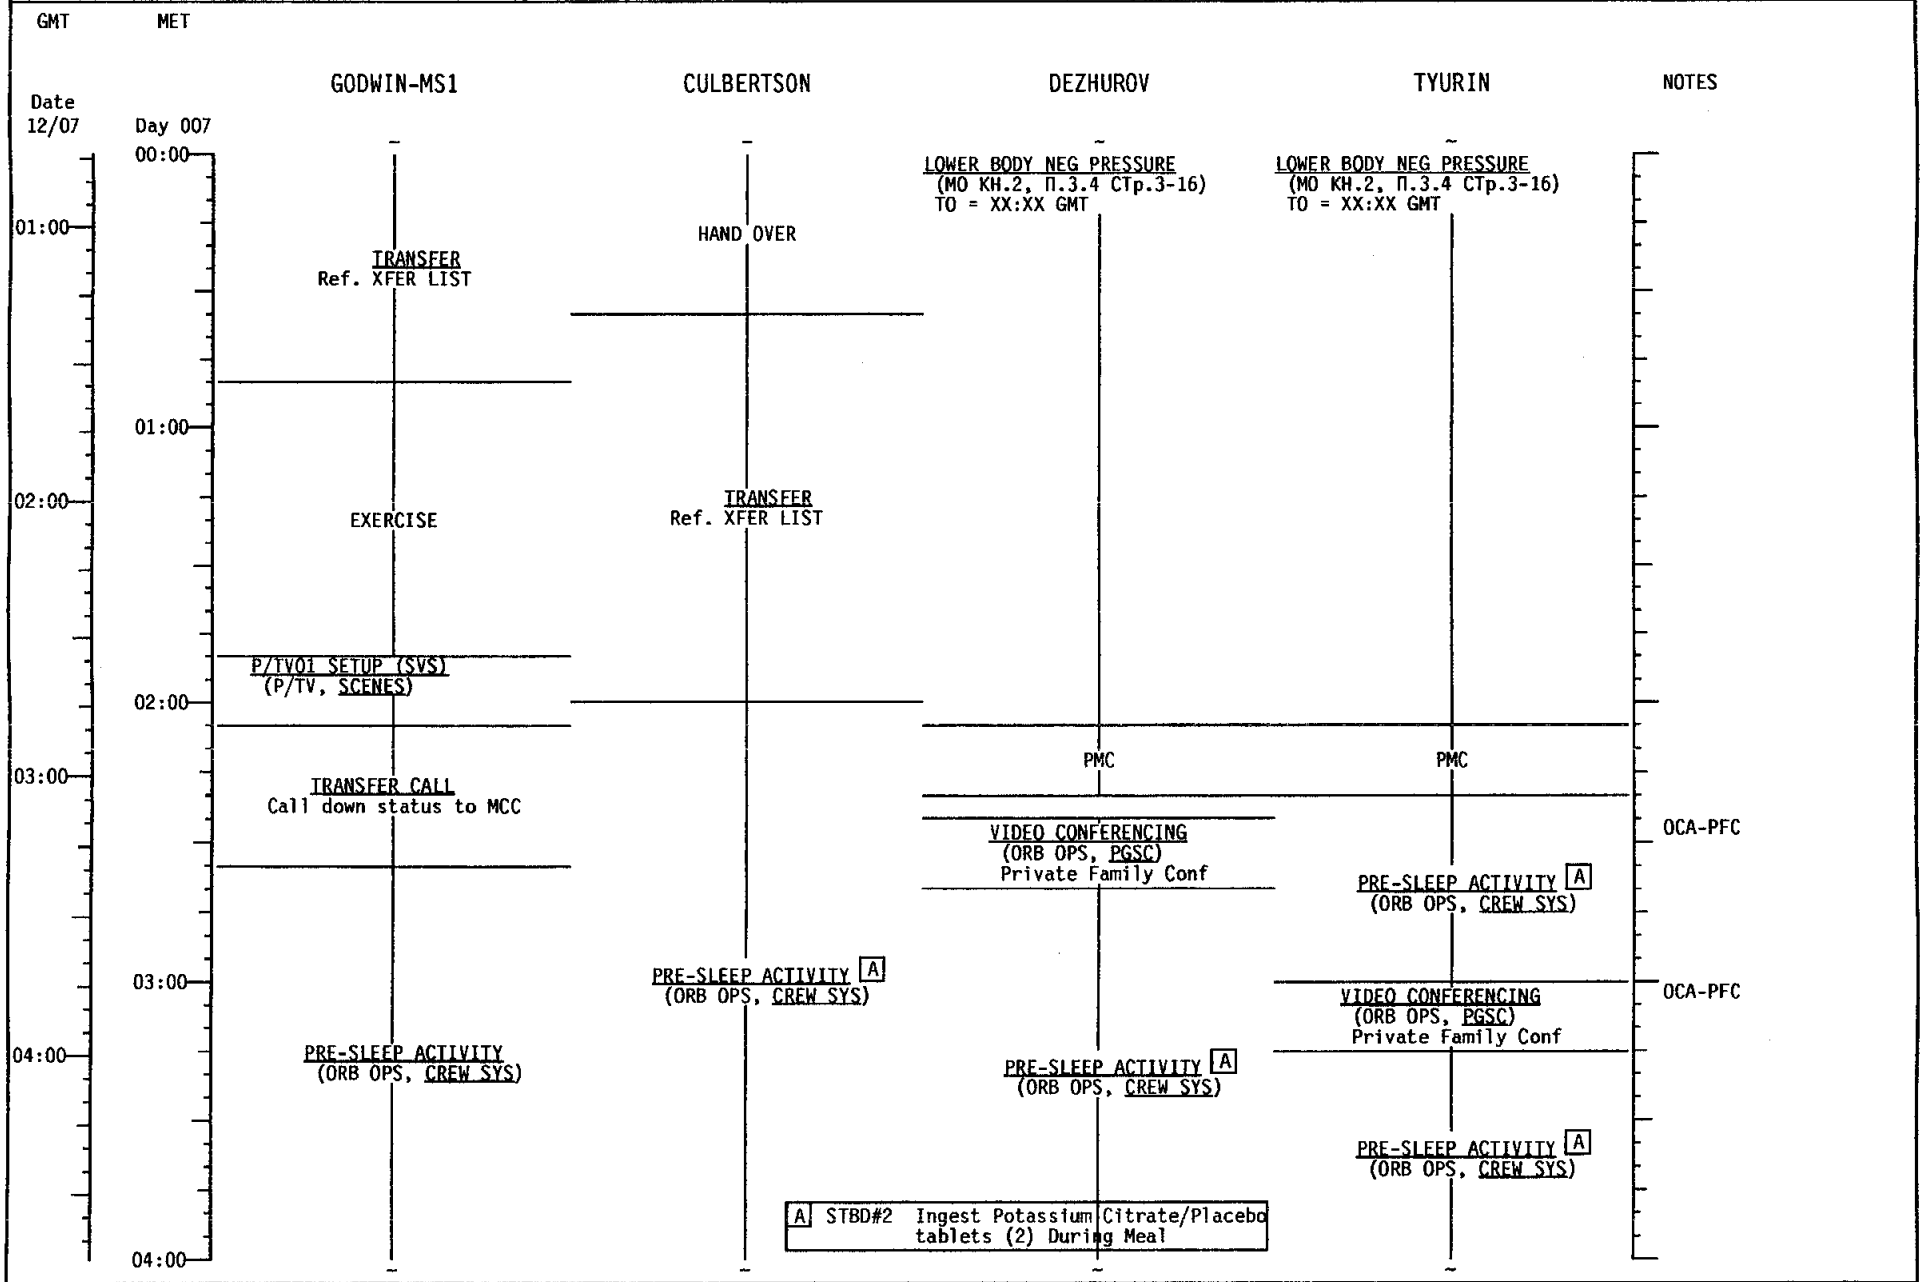 GMT MET
GODWIN-MS1 CULBERTSON DEZHUROV TYURIN NOTES
Date
12/07 Day 007
00:00
LOWER BODY NEG PRESSURE
(МО КН.2, П.3.4 СТр.3-16)
TO = XX:XX GMT
LOWER BODY NEG PRESSURE
(МО КН.2, П.3.4 СТр.3-16)
TO = XX:XX GMT
01:00
HAND OVER
TRANSFER
Ref. XFER LIST
01:00
02:00
TRANSFER
Ref. XFER LIST
EXERCISE
P/TV01 SETUP (SVS)
(P/TV, SCENES)
02:00
PMC
PMC
03:00
TRANSFER CALL
Call down status to MCC
VIDEO CONFERENCING
(ORB OPS, PGSC)
Private Family Conf
OCA-PFC
PRE-SLEEP ACTIVITY A
(ORB OPS, CREW SYS)
03:00
PRE-SLEEP ACTIVITY A
(ORB OPS, CREW SYS)
VIDEO CONFERENCING
(ORB OPS, PGSC)
Private Family Conf
OCA-PFC
04:00
PRE-SLEEP ACTIVITY
(ORB OPS, CREW SYS)
PRE-SLEEP ACTIVITY A
(ORB OPS, CREW SYS)
PRE-SLEEP ACTIVITY A
(ORB OPS, CREW SYS)
A STBD#2 Ingest Potassium Citrate/Placebo
tablets (2) During Meal
04:00